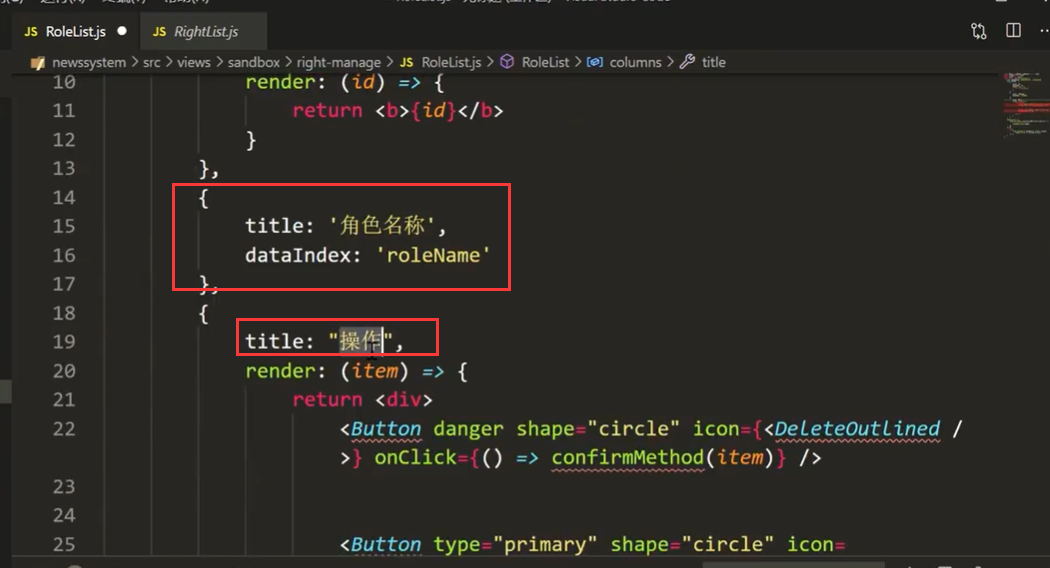 JS RoleList.js ● JS RightList.js
newssystem > src > views > sandbox > right-manage > JS RoleList.js > RoleList > columns > title
10 render: (id) => {
11 return <b>{id}</b>
12 }
13 },
14 {
15 title: '角色名称',
16 dataIndex: 'roleName'
17 },
18 {
19 title: "操作",
20 render: (item) => {
21 return <div>
22 <Button danger shape="circle" icon={<DeleteOutlined /
>} onClick={() => confirmMethod(item)} />
23
24
25 <Button type="primary" shape="circle" icon=